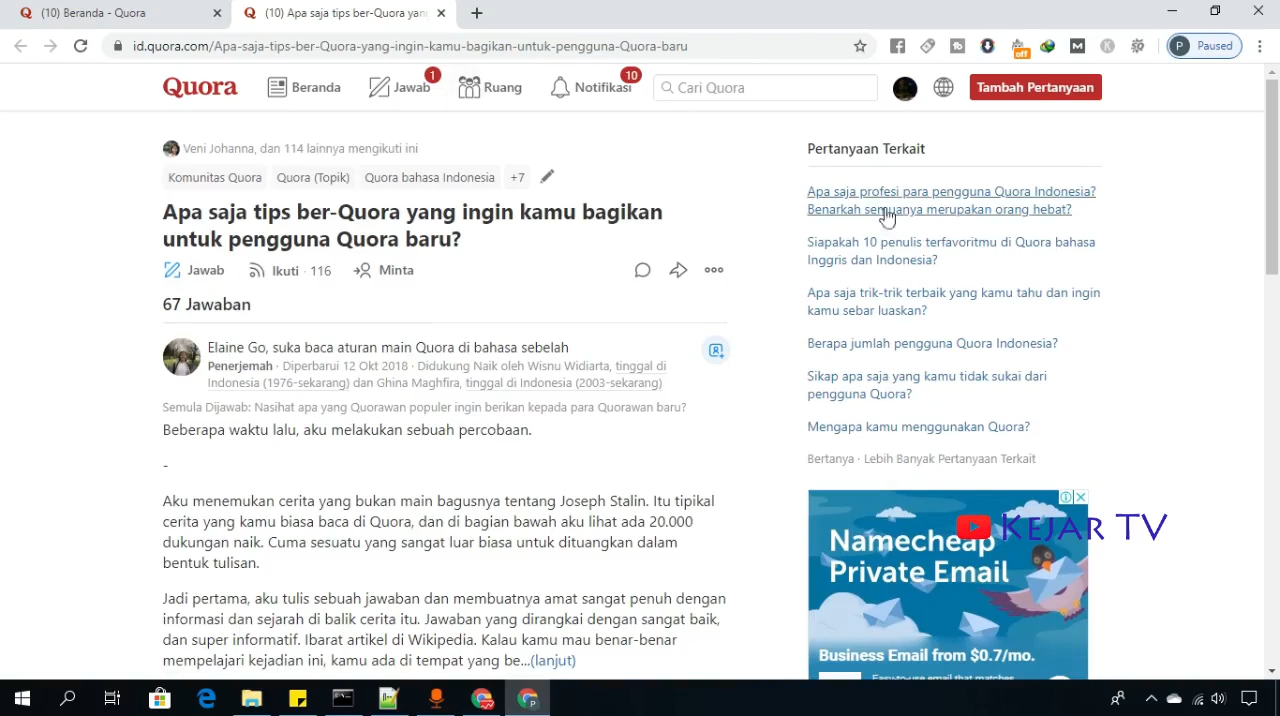 (10) Beranda - Quora
(10) Apa saja tips ber-Quora yang
id.quora.com/Apa-saja-tips-ber-Quora-yang-ingin-kamu-bagikan-untuk-pengguna-Quora-baru
off
P Paused
Quora
Beranda
Jawab
1
Ruang
Notifikasi
10
Cari Quora
Tambah Pertanyaan
Veni Johanna, dan 114 lainnya mengikuti ini
Komunitas Quora
Quora (Topik)
Quora bahasa Indonesia
+7
Apa saja tips ber-Quora yang ingin kamu bagikan
untuk pengguna Quora baru?
Jawab
Ikuti · 116
Minta
67 Jawaban
Elaine Go, suka baca aturan main Quora di bahasa sebelah
Penerjemah · Diperbarui 12 Okt 2018 · Didukung Naik oleh Wisnu Widiarta, tinggal di
Indonesia (1976-sekarang) dan Ghina Maghfira, tinggal di Indonesia (2003-sekarang)
Semula Dijawab: Nasihat apa yang Quorawan populer ingin berikan kepada para Quorawan baru?
Beberapa waktu lalu, aku melakukan sebuah percobaan.
-
Aku menemukan cerita yang bukan main bagusnya tentang Joseph Stalin. Itu tipikal
cerita yang kamu biasa baca di Quora, dan di bagian bawah aku lihat ada 20.000
dukungan naik. Cuma sesuatu yang sangat luar biasa untuk dituangkan dalam
bentuk tulisan.
Jadi pertama, aku tulis sebuah jawaban dan membuatnya amat sangat penuh dengan
informasi dan sejarah di balik cerita itu. Jawaban yang dirangkai dengan sangat baik,
dan super informatif. Ibarat artikel di Wikipedia. Kalau kamu mau benar-benar
mempelajari kejadian ini, kamu ada di tempat yang be...(lanjut)
Pertanyaan Terkait
Apa saja profesi para pengguna Quora Indonesia?
Benarkah semuanya merupakan orang hebat?
Siapakah 10 penulis terfavoritmu di Quora bahasa
Inggris dan Indonesia?
Apa saja trik-trik terbaik yang kamu tahu dan ingin
kamu sebar luaskan?
Berapa jumlah pengguna Quora Indonesia?
Sikap apa saja yang kamu tidak sukai dari
pengguna Quora?
Mengapa kamu menggunakan Quora?
Bertanya · Lebih Banyak Pertanyaan Terkait
Namecheap
Private Email
KEJAR TV
Business Email from $0.7/mo.
Easy-to-use email that matches